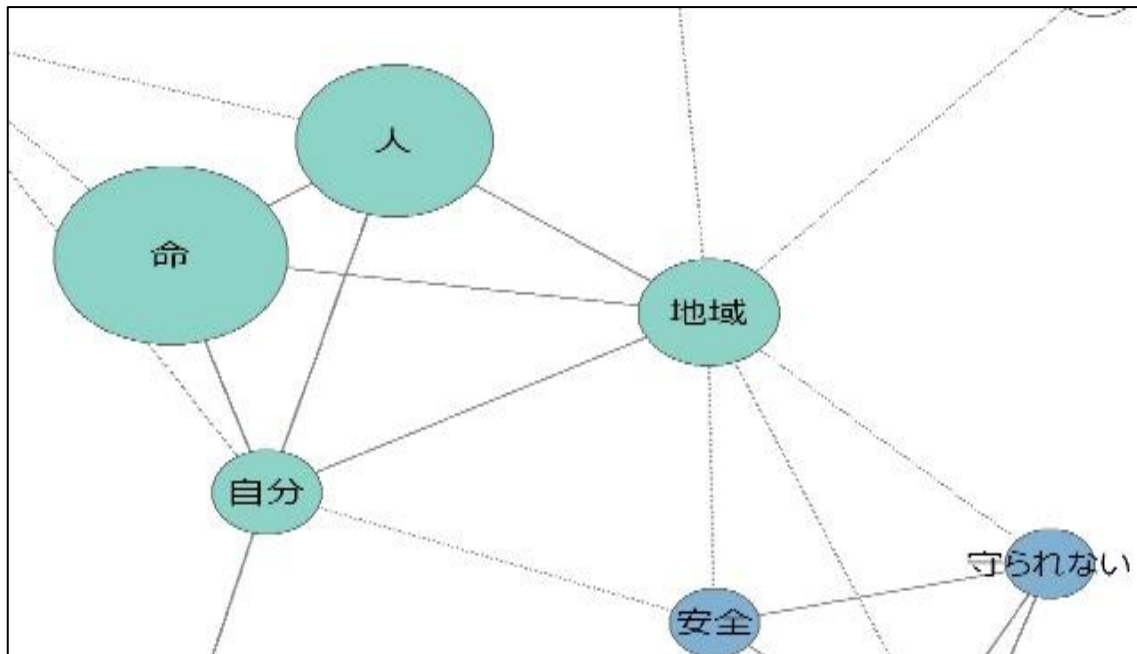 人
命
地域
自分
守られない
安全